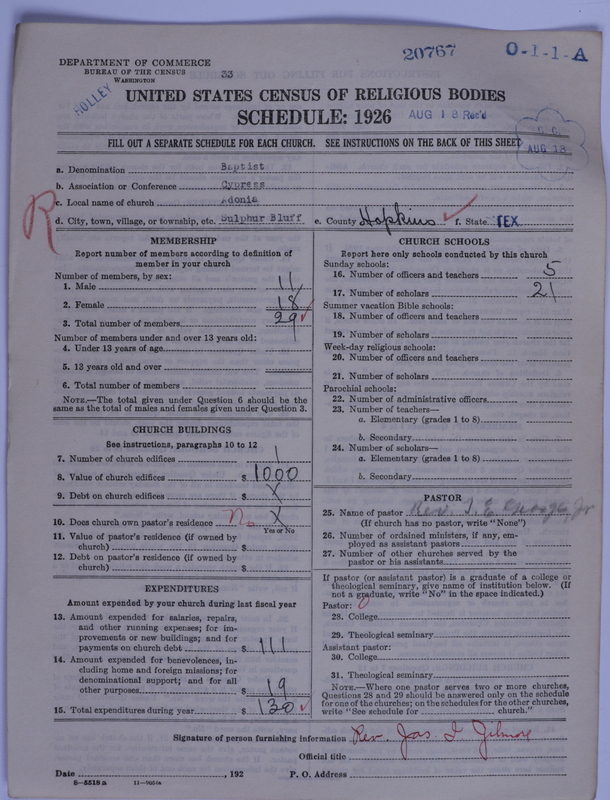 20767 O-1-1-A
DEPARTMENT OF COMMERCE
BUREAU OF THE CENSUS 33
WASHINGTON
HOLLEY
UNITED STATES CENSUS OF RELIGIOUS BODIES
SCHEDULE: 1926 AUG 18 Rec'd
FILL OUT A SEPARATE SCHEDULE FOR EACH CHURCH. SEE INSTRUCTIONS ON THE BACK OF THIS SHEET
AUG 18
a. Denomination Baptist
b. Association or Conference Cypress
c. Local name of church Adonia
R
d. City, town, village, or township, etc. Sulphur Bluff e. County Hopkins ✓ f. State TEX
MEMBERSHIP
Report number of members according to definition of
member in your church
Number of members, by sex:
1. Male 11
2. Female 18
3. Total number of members 29 ✓
Number of members under and over 13 years old:
4. Under 13 years of age
5. 13 years old and over
6. Total number of members
NOTE.—The total given under Question 6 should be the
same as the total of males and females given under Question 3.
CHURCH BUILDINGS
See instructions, paragraphs 10 to 12
7. Number of church edifices 1
8. Value of church edifices $ 1000
9. Debt on church edifices $ X
10. Does church own pastor's residence No X
Yes or No
11. Value of pastor's residence (if owned by
church) $
12. Debt on pastor's residence (if owned by
church) $
EXPENDITURES
Amount expended by your church during last fiscal year
13. Amount expended for salaries, repairs,
and other running expenses; for im-
provements or new buildings; and for
payments on church debt $ 111
14. Amount expended for benevolences, in-
cluding home and foreign missions; for
denominational support; and for all
other purposes $ 19
15. Total expenditures during year $ 130 ✓
CHURCH SCHOOLS
Report here only schools conducted by this church
Sunday schools:
16. Number of officers and teachers 5
17. Number of scholars 21
Summer vacation Bible schools:
18. Number of officers and teachers
19. Number of scholars
Week-day religious schools:
20. Number of officers and teachers
21. Number of scholars
Parochial schools:
22. Number of administrative officers
23. Number of teachers—
a. Elementary (grades 1 to 8)
b. Secondary
24. Number of scholars—
a. Elementary (grades 1 to 8)
b. Secondary
PASTOR
25. Name of pastor Rev. I. E. Jr
(If church has no pastor, write "None")
26. Number of ordained ministers, if any, em-
ployed as assistant pastors
27. Number of other churches served by the
pastor or his assistants
If pastor (or assistant pastor) is a graduate of a college or
theological seminary, give name of institution below. (If
not a graduate, write "No" in the space indicated.)
Pastor:
28. College
29. Theological seminary
Assistant pastor:
30. College
31. Theological seminary
NOTE.—Where one pastor serves two or more churches,
Questions 28 and 29 should be answered only on the schedule
for one of the churches; on the schedules for the other churches,
write "See schedule for church."
Signature of person furnishing information Rev. Jas I Gilmore
Official title
Date , 192 P. O. Address
8-5518 a